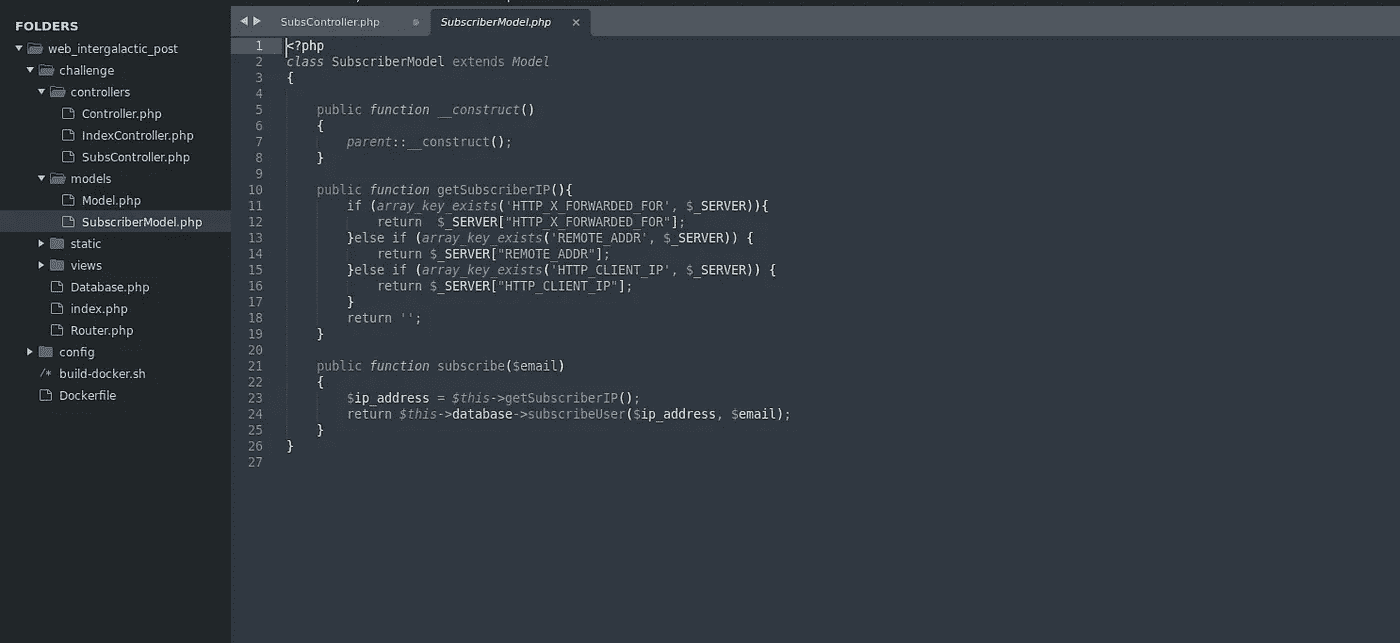 FOLDERS
web_intergalactic_post
challenge
controllers
Controller.php
IndexController.php
SubsController.php
models
Model.php
SubscriberModel.php
static
views
Database.php
index.php
Router.php
config
/* build-docker.sh
Dockerfile
SubsController.php SubscriberModel.php ×
1 <?php
2 class SubscriberModel extends Model
3 {
4
5     public function __construct()
6     {
7         parent::__construct();
8     }
9
10     public function getSubscriberIP(){
11         if (array_key_exists('HTTP_X_FORWARDED_FOR', $_SERVER)){
12             return  $_SERVER["HTTP_X_FORWARDED_FOR"];
13         }else if (array_key_exists('REMOTE_ADDR', $_SERVER)) {
14             return $_SERVER["REMOTE_ADDR"];
15         }else if (array_key_exists('HTTP_CLIENT_IP', $_SERVER)) {
16             return $_SERVER["HTTP_CLIENT_IP"];
17         }
18         return '';
19     }
20
21     public function subscribe($email)
22     {
23         $ip_address = $this->getSubscriberIP();
24         return $this->database->subscribeUser($ip_address, $email);
25     }
26 }
27